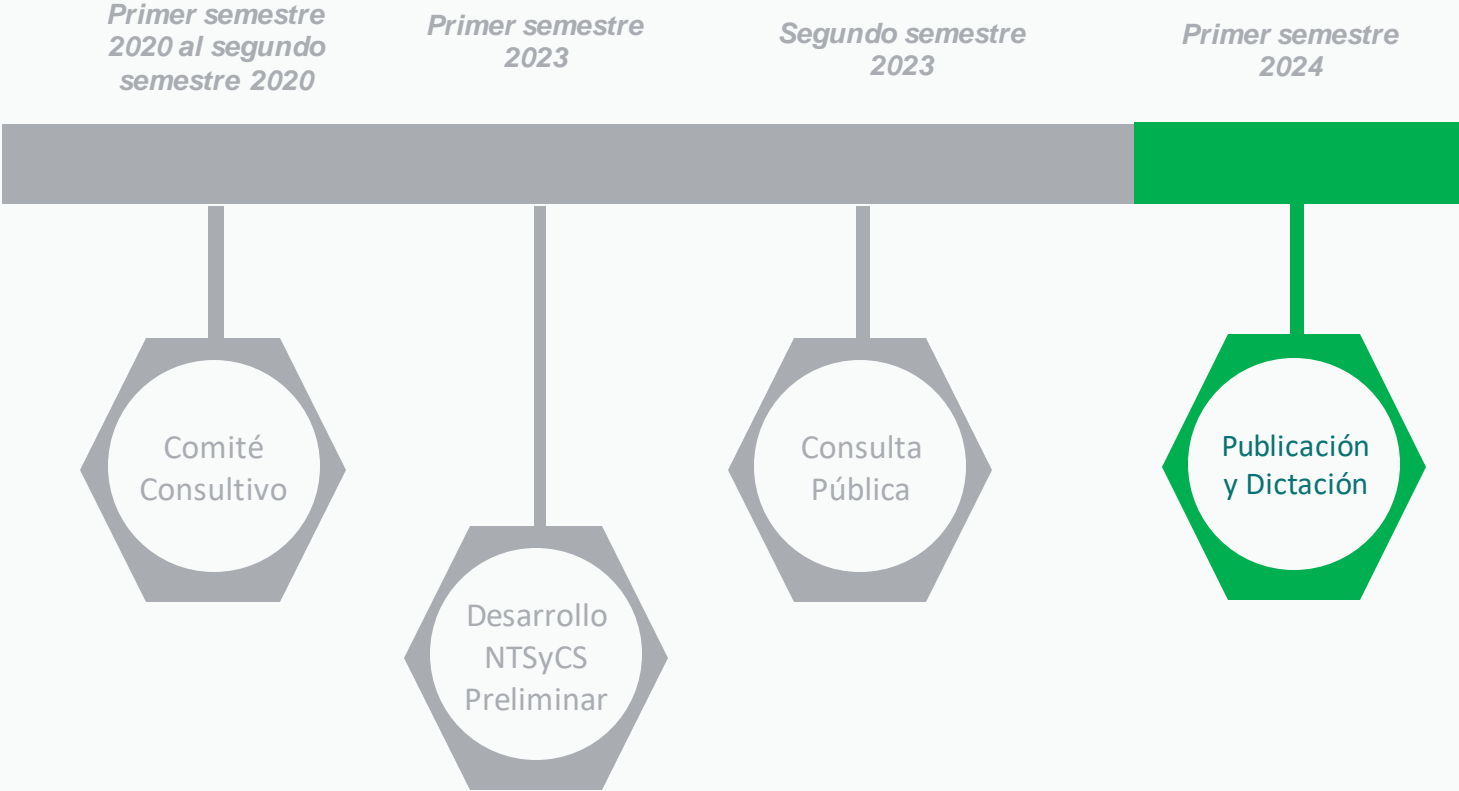 Primer semestre
2020 al segundo
semestre 2020
Primer semestre
2023
Segundo semestre
2023
Primer semestre
2024
Comité
Consultivo
Desarrollo
NTSyCS
Preliminar
Consulta
Pública
Publicación
y Dictación